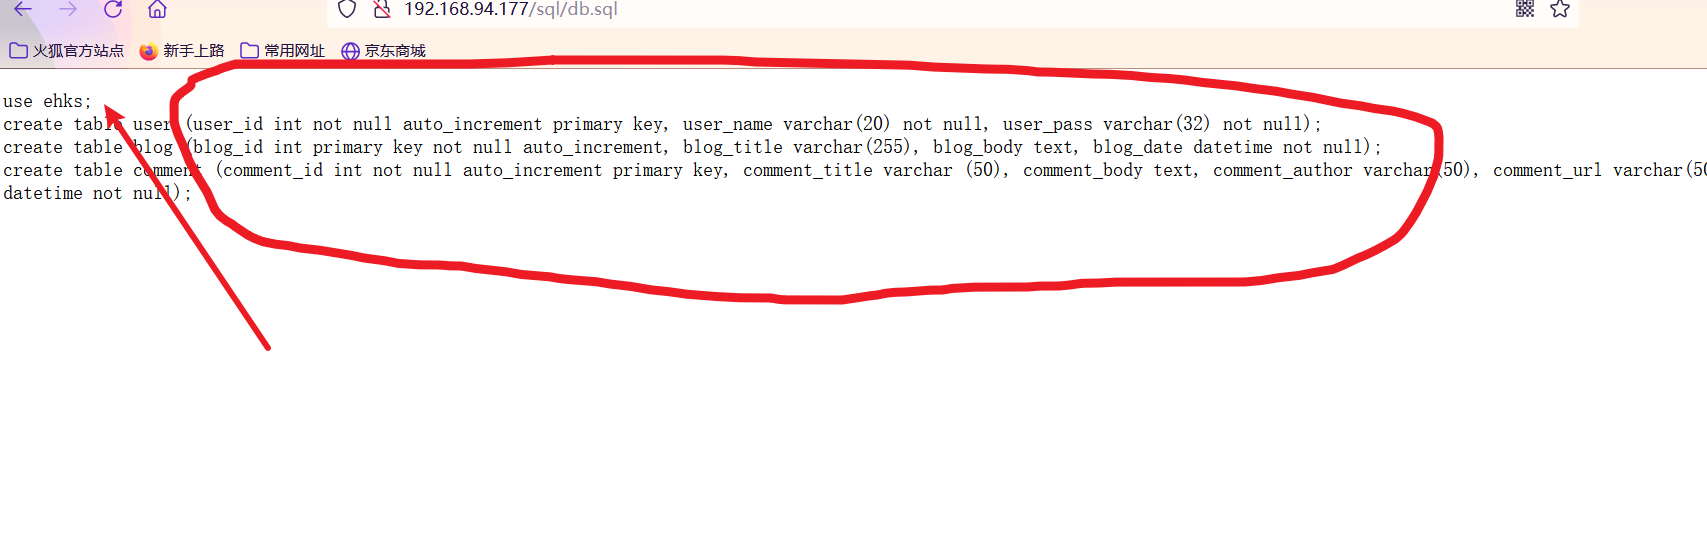 192.168.94.177/sql/db.sql
火狐官方站点 新手上路 常用网址 京东商城
use ehks;
create table user (user_id int not null auto_increment primary key, user_name varchar(20) not null, user_pass varchar(32) not null);
create table blog (blog_id int primary key not null auto_increment, blog_title varchar(255), blog_body text, blog_date datetime not null);
create table comment (comment_id int not null auto_increment primary key, comment_title varchar (50), comment_body text, comment_author varchar(50), comment_url varchar(50
datetime not null);